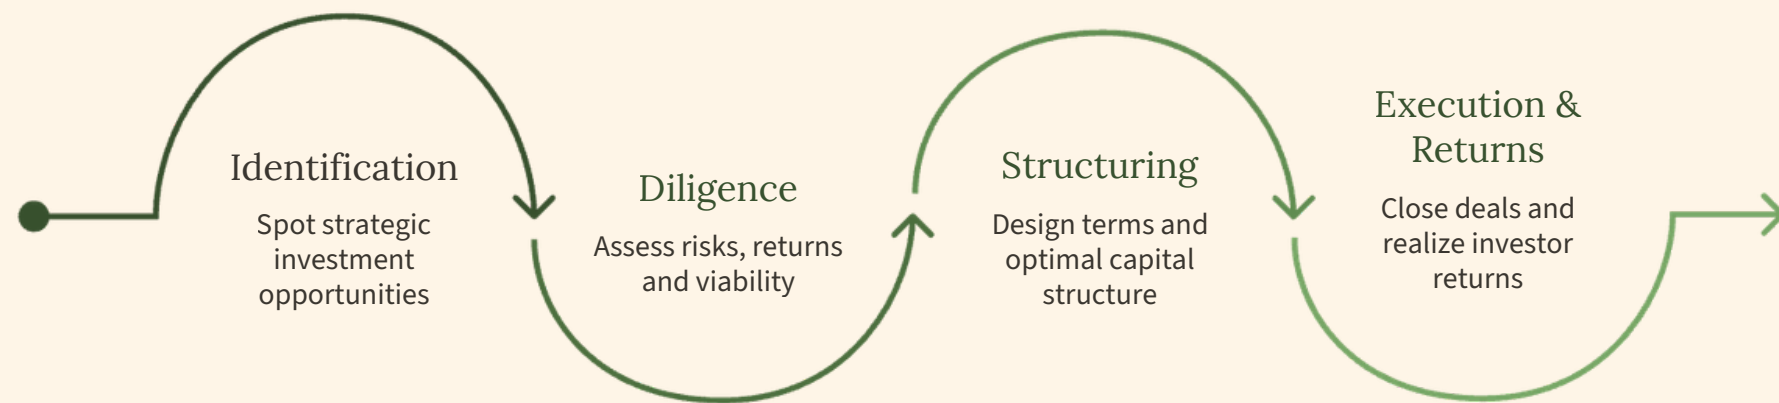 Identification
Spot strategic
investment
opportunities
Diligence
Assess risks, returns
and viability
Structuring
Design terms and
optimal capital
structure
Execution &
Returns
Close deals and
realize investor
returns